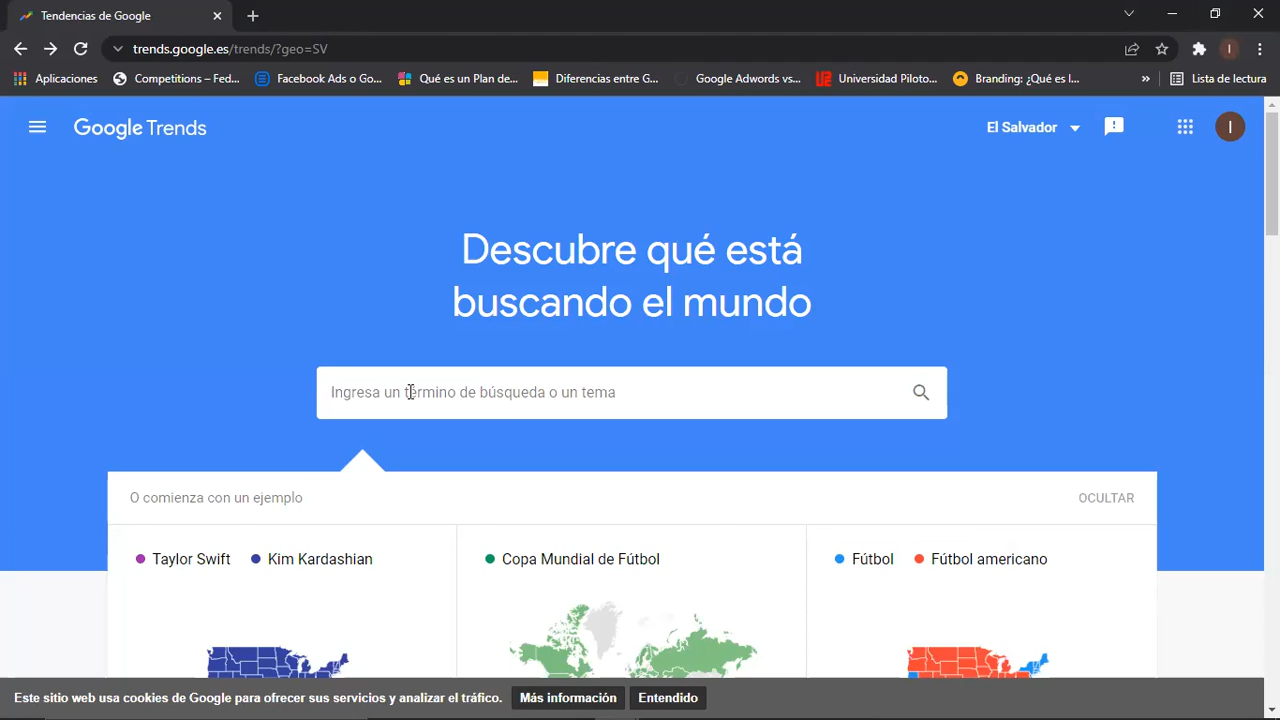 Tendencias de Google
trends.google.es/trends/?geo=SV
Aplicaciones Competitions – Fed... Facebook Ads o Go... Qué es un Plan de... Diferencias entre G... Google Adwords vs... Universidad Piloto... Branding: ¿Qué es l... » Lista de lectura
Google Trends El Salvador I
Descubre qué está
buscando el mundo
Ingresa un término de búsqueda o un tema
O comienza con un ejemplo OCULTAR
Taylor Swift Kim Kardashian Copa Mundial de Fútbol Fútbol Fútbol americano
Este sitio web usa cookies de Google para ofrecer sus servicios y analizar el tráfico. Más información Entendido